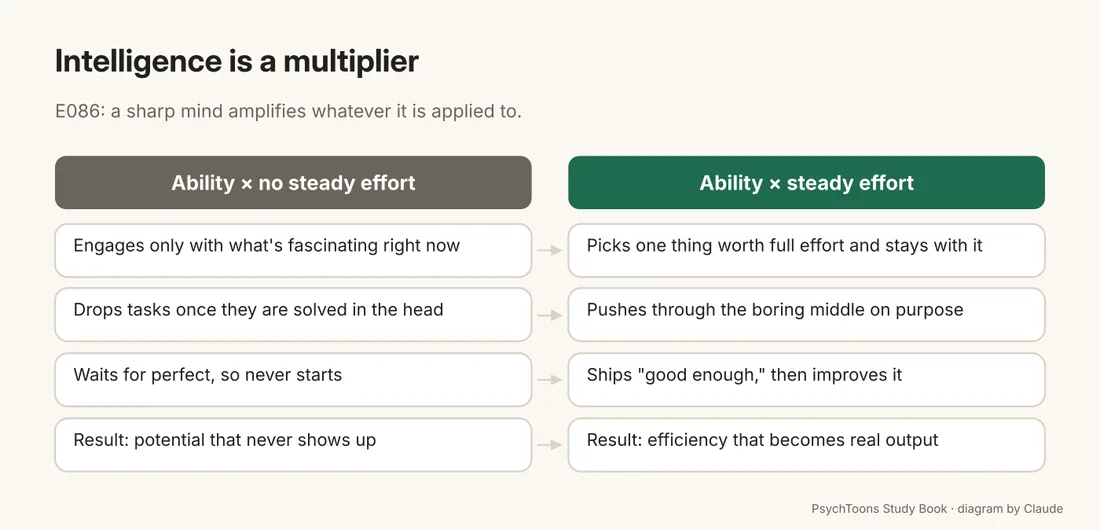 Intelligence is a multiplier
E086: a sharp mind amplifies whatever it is applied to.
Ability × no steady effort
Ability × steady effort
Engages only with what's fascinating right now
Picks one thing worth full effort and stays with it
Drops tasks once they are solved in the head
Pushes through the boring middle on purpose
Waits for perfect, so never starts
Ships "good enough," then improves it
Result: potential that never shows up
Result: efficiency that becomes real output
PsychToons Study Book · diagram by Claude